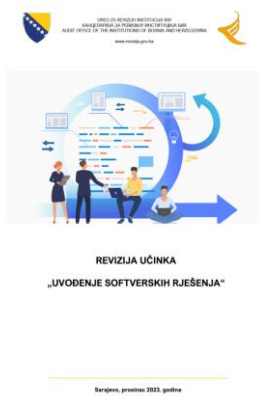 URED ZA REVIZIJU INSTITUCIJA BIH
КАНЦЕЛАРИЈА ЗА РЕВИЗИЈУ ИНСТИТУЦИЈА БИХ
AUDIT OFFICE OF THE INSTITUTIONS OF BOSNIA AND HERZEGOVINA
www.revizija.gov.ba
REVIZIJA UČINKA
„UVOĐENJE SOFTVERSKIH RJEŠENJA“
Sarajevo, prosinac 2023. godine